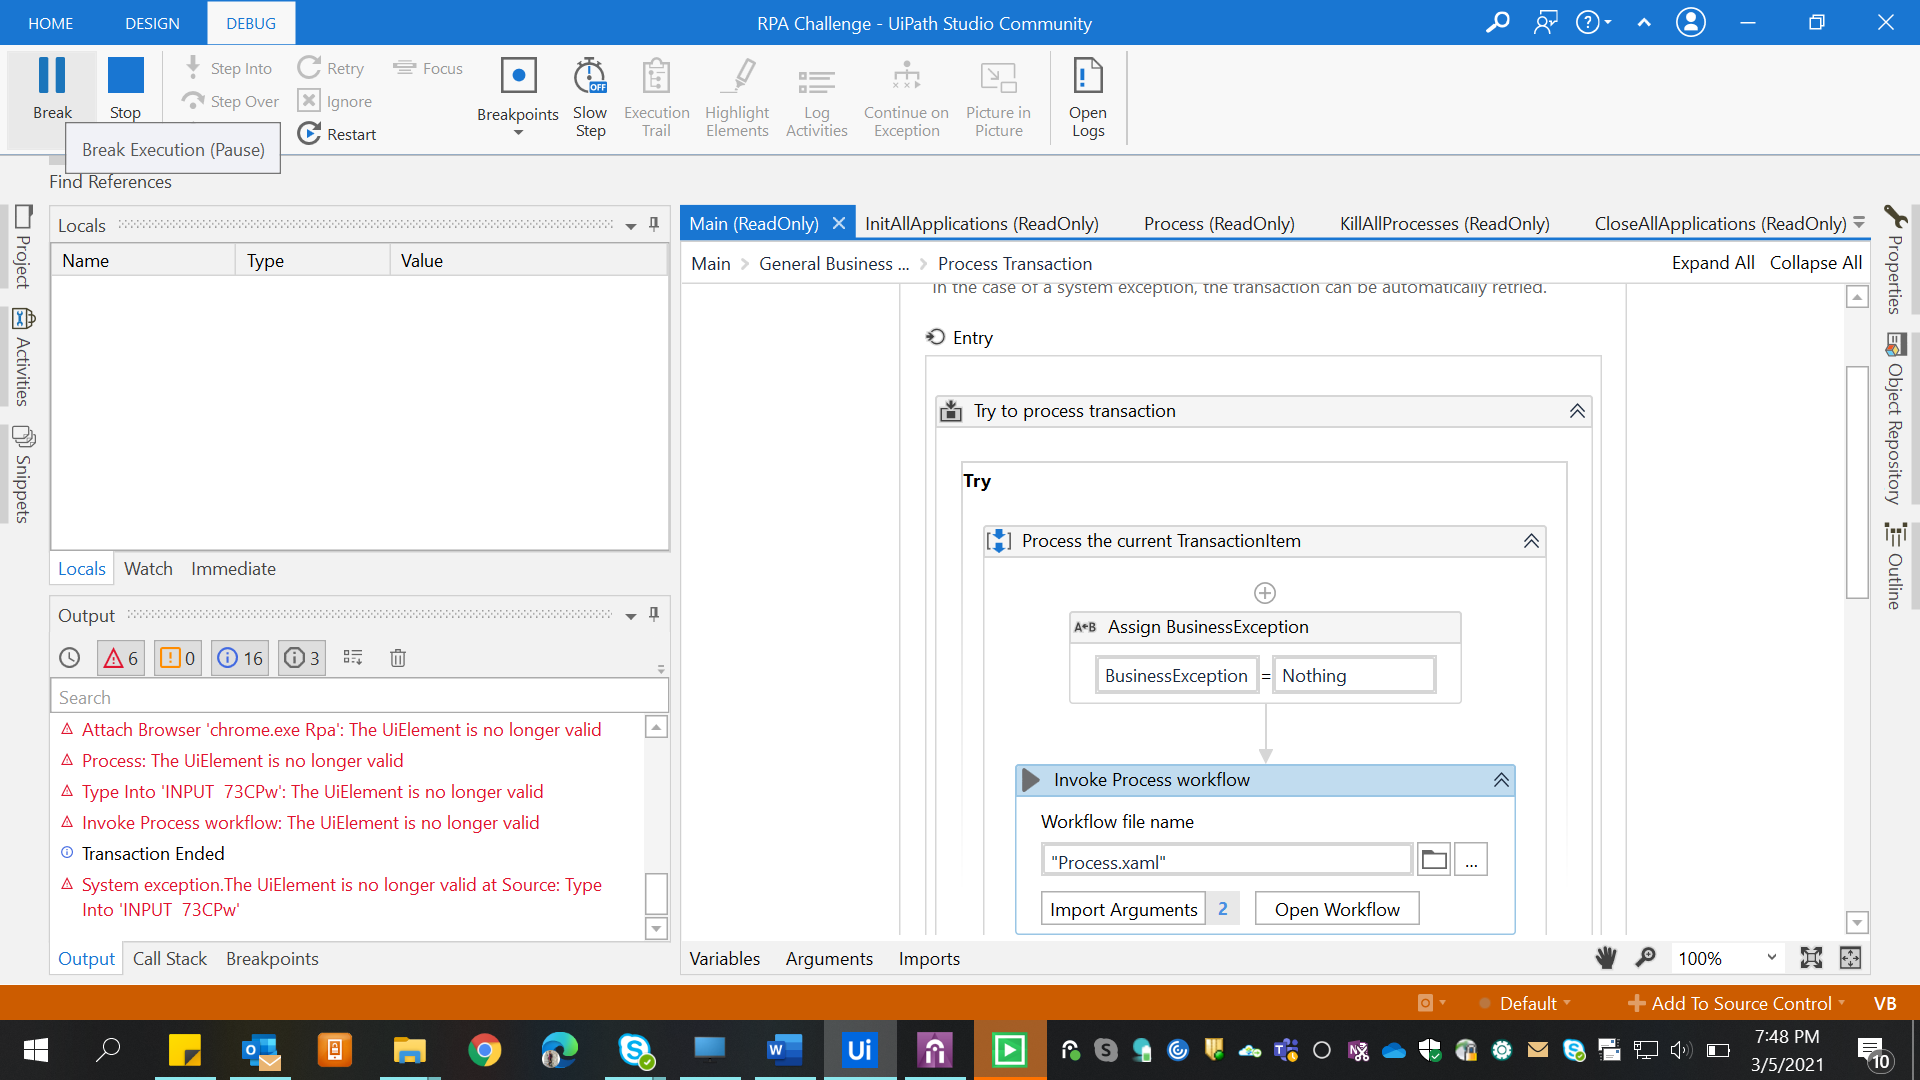 HOME
DESIGN
DEBUG
RPA Challenge - UiPath Studio Community
Break
Stop
Step Into
Step Over
Retry
Ignore
Restart
Focus
Breakpoints
Slow
Step
OFF
Execution
Trail
Highlight
Elements
Log
Activities
Continue on
Exception
Picture in
Picture
Open
Logs
Break Execution (Pause)
Find References
Project
Activities
Snippets
Locals
Name
Type
Value
Locals
Watch
Immediate
Output
6
0
16
3
Search
Attach Browser 'chrome.exe Rpa': The UiElement is no longer valid
Process: The UiElement is no longer valid
Type Into 'INPUT  73CPw': The UiElement is no longer valid
Invoke Process workflow: The UiElement is no longer valid
Transaction Ended
System exception.The UiElement is no longer valid at Source: Type
Into 'INPUT  73CPw'
Output
Call Stack
Breakpoints
Main (ReadOnly)
InitAllApplications (ReadOnly)
Process (ReadOnly)
KillAllProcesses (ReadOnly)
CloseAllApplications (ReadOnly)
Main
General Business ...
Process Transaction
Expand All
Collapse All
In the case of a system exception, the transaction can be automatically retried.
Entry
Try to process transaction
Try
Process the current TransactionItem
A B
Assign BusinessException
BusinessException
=
Nothing
Invoke Process workflow
Workflow file name
"Process.xaml"
...
Import Arguments
2
Open Workflow
Variables
Arguments
Imports
100%
Properties
Object Repository
Outline
Default
Add To Source Control
VB
Ui
7:48 PM
3/5/2021
10